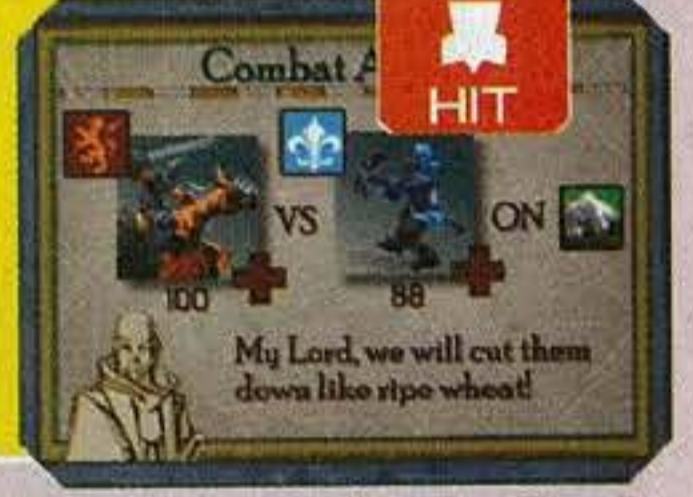 Combat A
HIT
VS
ON
100
88
My Lord, we will cut them
down like ripe wheat!